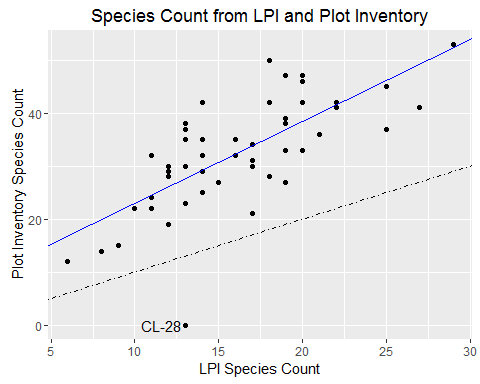 Species Count from LPI and Plot Inventory
Plot Inventory Species Count
40
20
0
CL-28
5
10
15
20
25
30
LPI Species Count